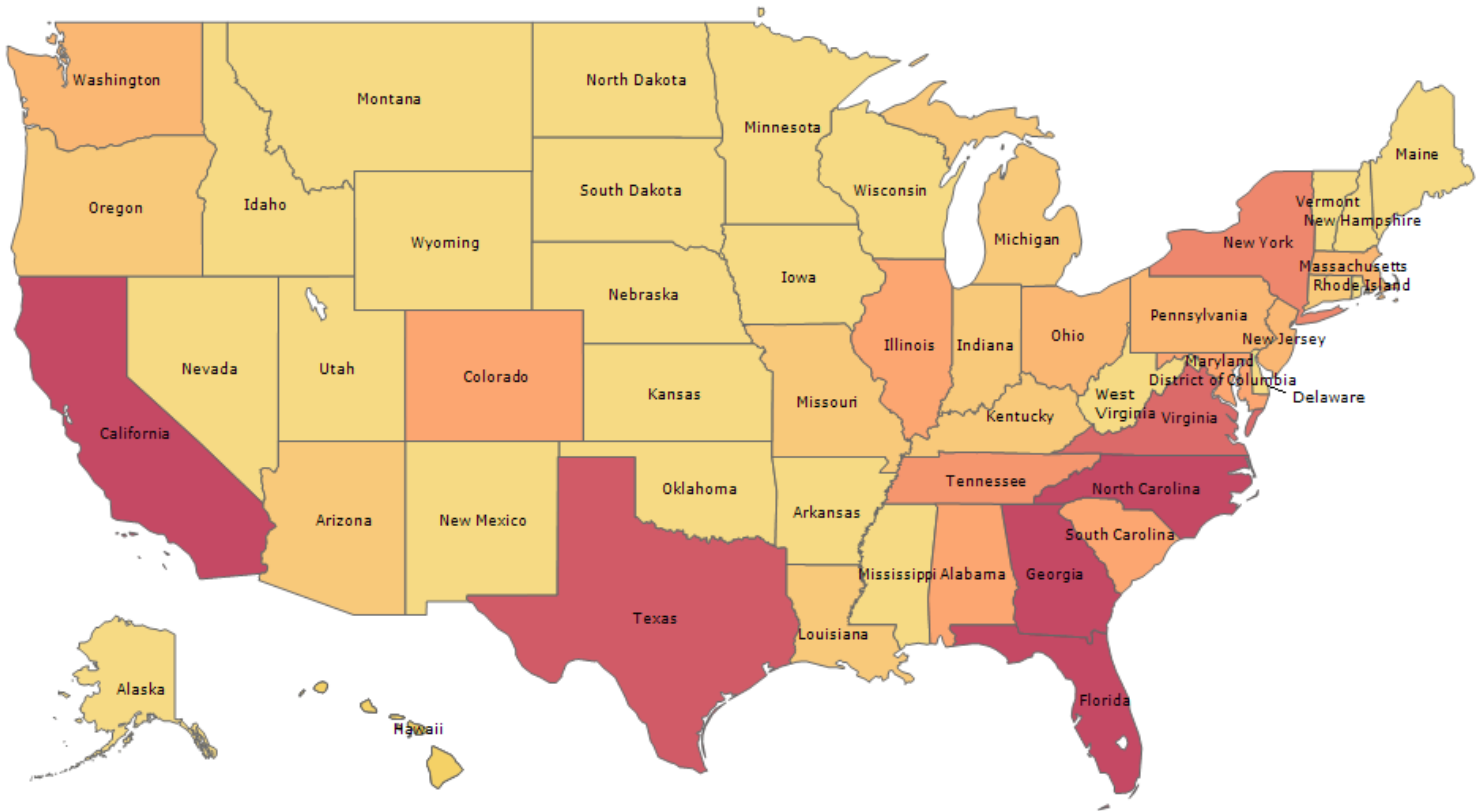 Washington
Montana
North Dakota
Minnesota
Maine
Oregon
Idaho
South Dakota
Wisconsin
Vermont
New Hampshire
Wyoming
Michigan
New York
Massachusetts
Rhode Island
Iowa
Nebraska
Pennsylvania
Nevada
Utah
Colorado
Illinois
Indiana
Ohio
New Jersey
Maryland
District of Columbia
Delaware
Kansas
Missouri
West
Virginia
Kentucky
Virginia
California
Tennessee
North Carolina
Oklahoma
Arizona
New Mexico
Arkansas
South Carolina
Mississippi
Alabama
Georgia
Texas
Louisiana
Alaska
Florida
Hawaii